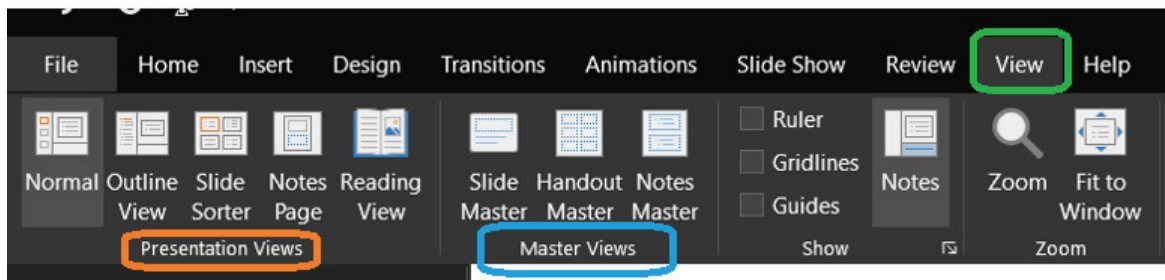 File Home Insert Design Transitions Animations Slide Show Review View Help
Normal Outline Slide Notes Reading Slide Handout Notes Ruler Notes Zoom Fit to
View Sorter Page View Master Master Master Gridlines Window
Guides
Presentation Views Master Views Show Zoom